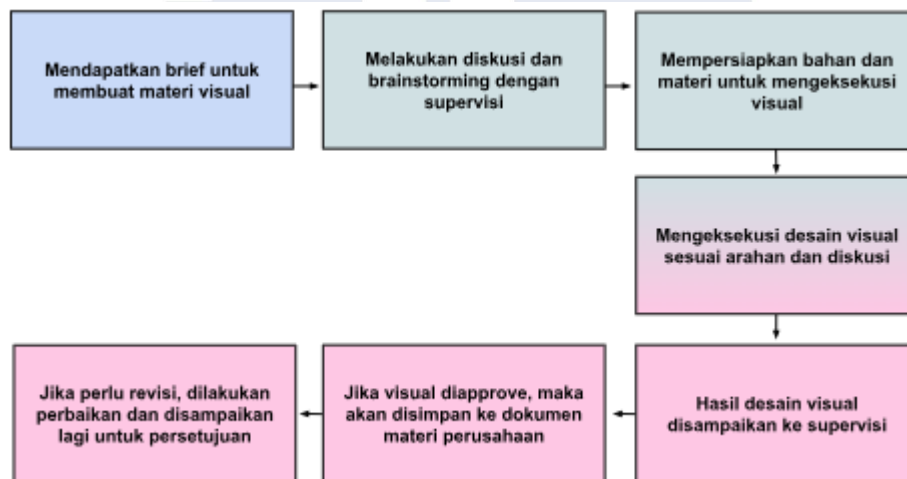 Mendapatkan brief untuk
membuat materi visual
Melakukan diskusi dan
brainstorming dengan
supervisi
Mempersiapkan bahan dan
materi untuk mengeksekusi
visual
Mengeksekusi desain visual
sesuai arahan dan diskusi
Hasil desain visual
disampaikan ke supervisi
Jika visual diapprove, maka
akan disimpan ke dokumen
materi perusahaan
Jika perlu revisi, dilakukan
perbaikan dan disampaikan
lagi untuk persetujuan